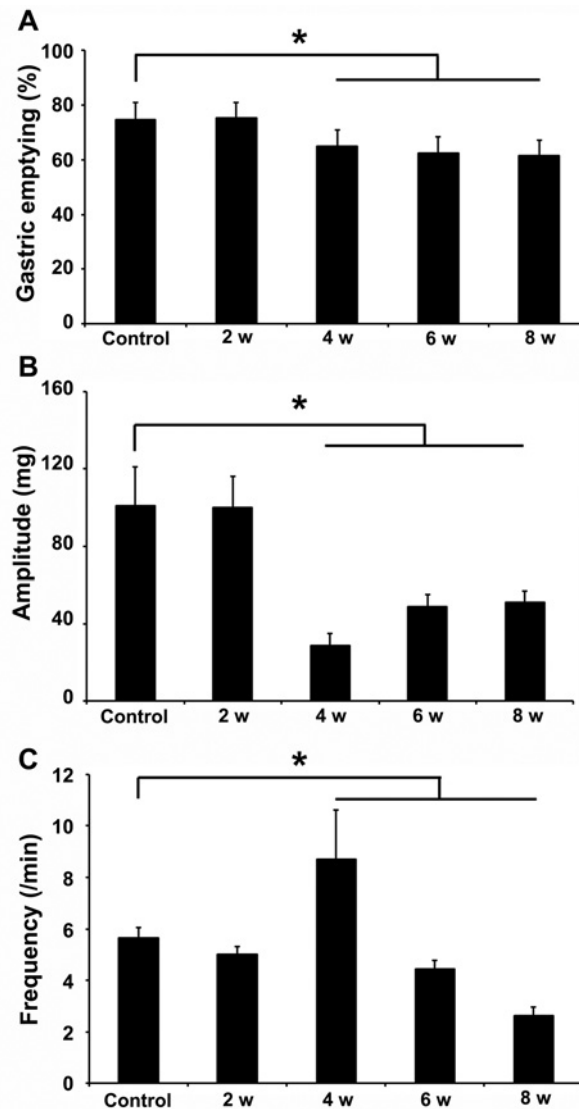 A
*
Gastric emptying (%)
100
80
60
40
20
0
Control 2 w 4 w 6 w 8 w
B
*
Amplitude (mg)
160
120
80
40
0
Control 2 w 4 w 6 w 8 w
C
*
Frequency (/min)
12
10
8
6
4
2
0
Control 2 w 4 w 6 w 8 w